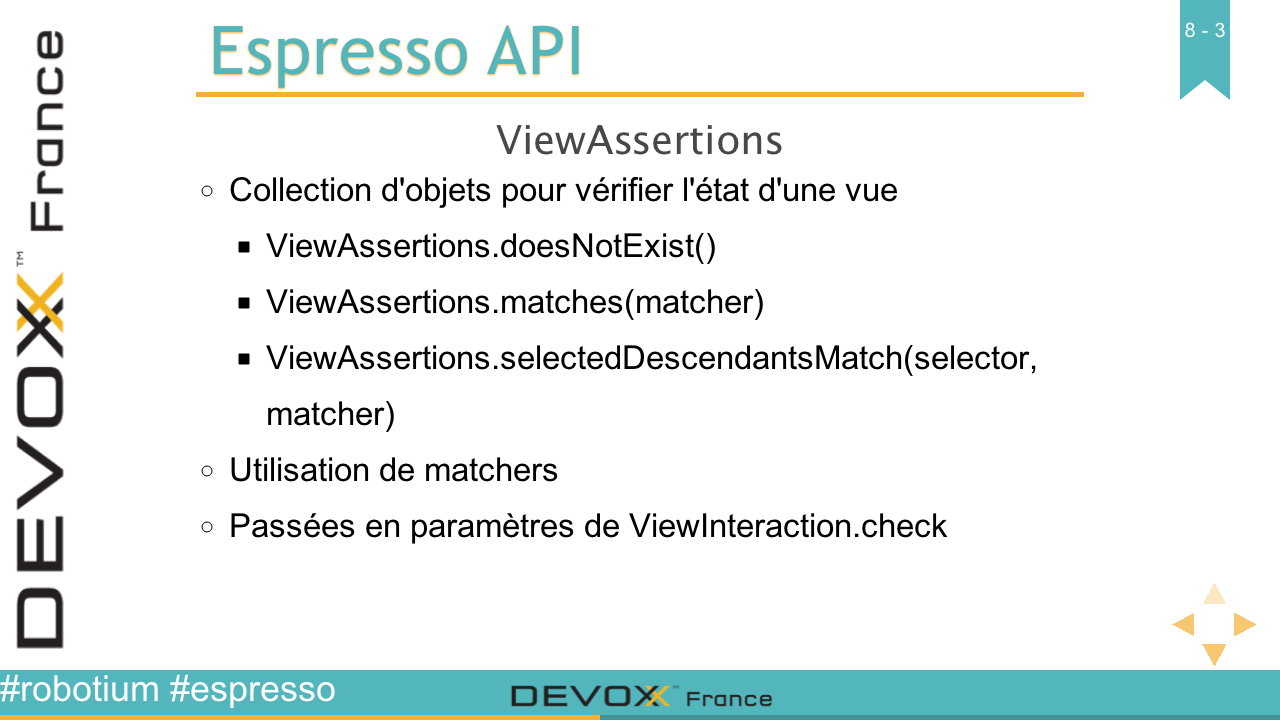 Espresso API
8 - 3
ViewAssertions
Collection d'objets pour vérifier l'état d'une vue
ViewAssertions.doesNotExist()
ViewAssertions.matches(matcher)
ViewAssertions.selectedDescendantsMatch(selector,
matcher)
Utilisation de matchers
Passées en paramètres de ViewInteraction.check
DEVOXX™ France
#robotium #espresso
DEVOXX™ France